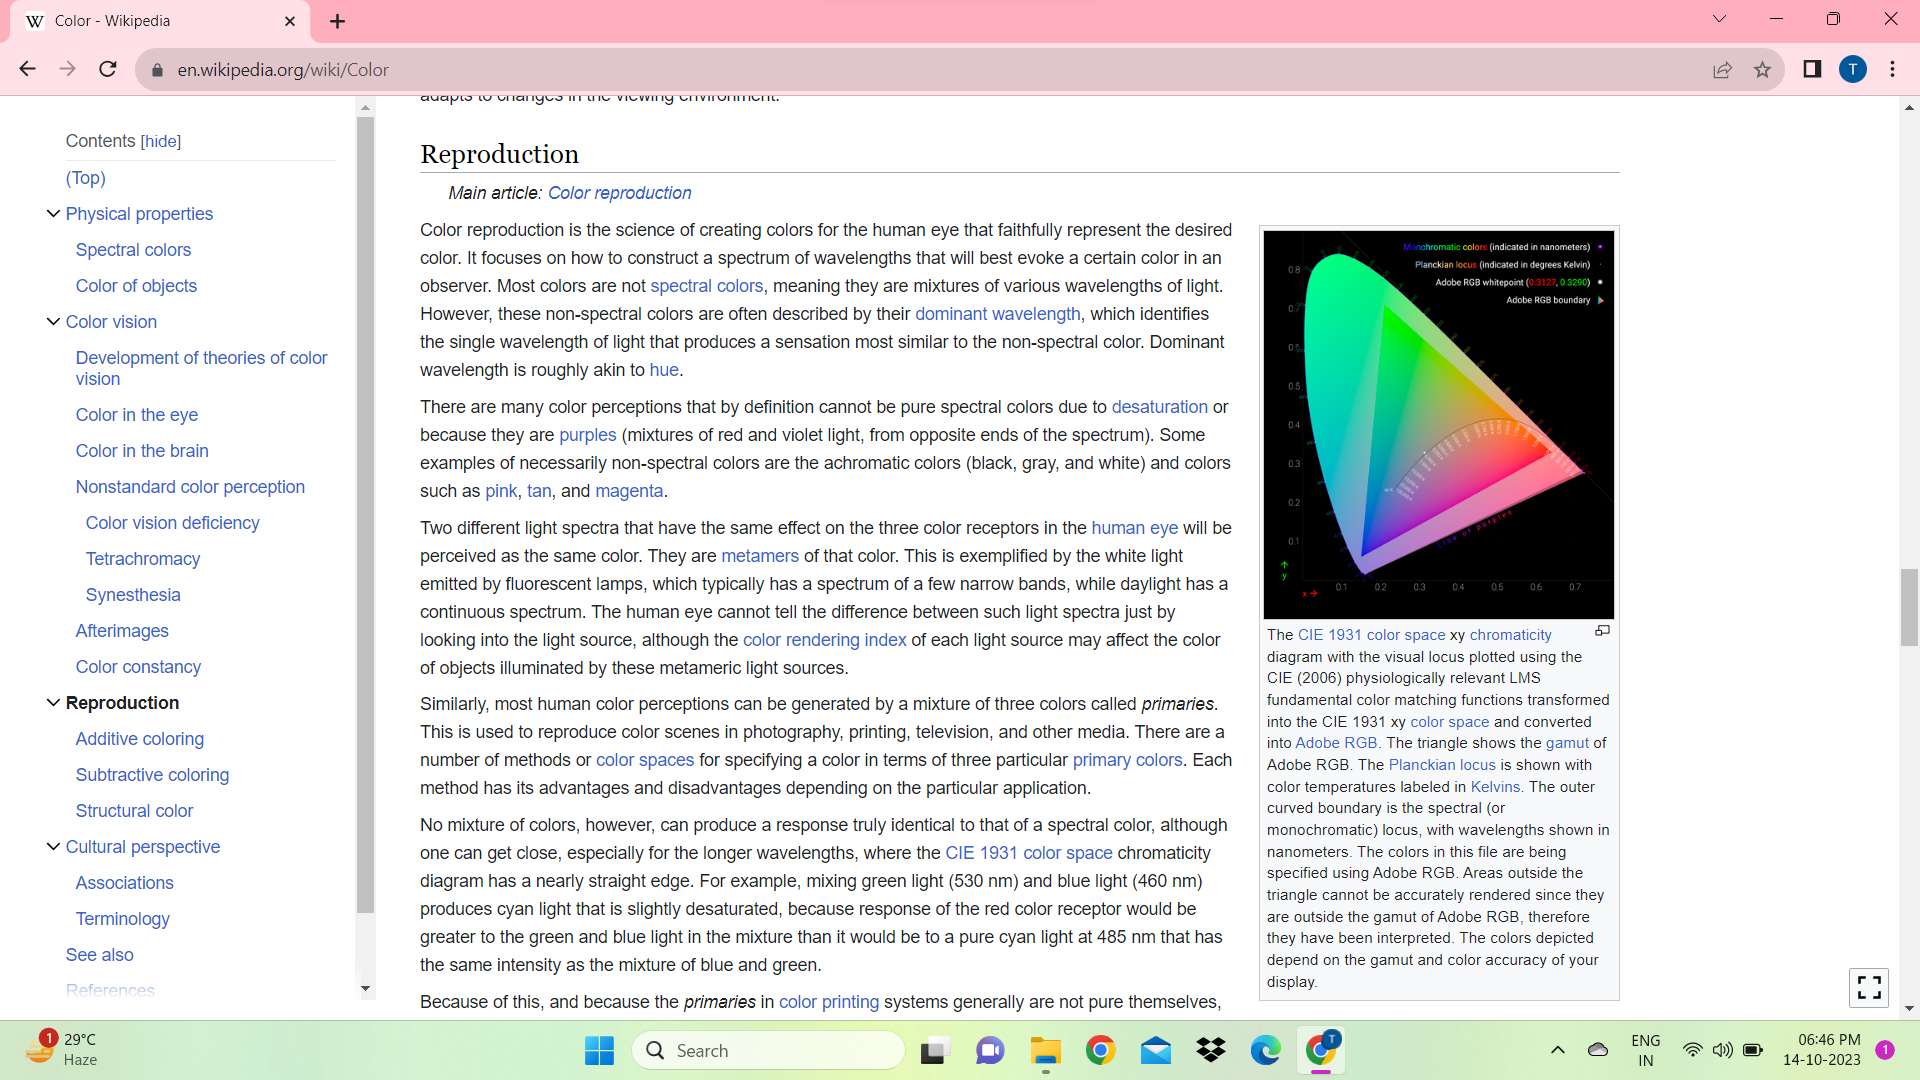 Color - Wikipedia
en.wikipedia.org/wiki/Color
T
Contents [hide]
(Top)
Physical properties
Spectral colors
Color of objects
Color vision
Development of theories of color
vision
Color in the eye
Color in the brain
Nonstandard color perception
Color vision deficiency
Tetrachromacy
Synesthesia
Afterimages
Color constancy
Reproduction
Additive coloring
Subtractive coloring
Structural color
Cultural perspective
Associations
Terminology
See also
References
adapts to changes in the viewing environment.
Reproduction
Main article: Color reproduction
Color reproduction is the science of creating colors for the human eye that faithfully represent the desired
color. It focuses on how to construct a spectrum of wavelengths that will best evoke a certain color in an
observer. Most colors are not spectral colors, meaning they are mixtures of various wavelengths of light.
However, these non-spectral colors are often described by their dominant wavelength, which identifies
the single wavelength of light that produces a sensation most similar to the non-spectral color. Dominant
wavelength is roughly akin to hue.
There are many color perceptions that by definition cannot be pure spectral colors due to desaturation or
because they are purples (mixtures of red and violet light, from opposite ends of the spectrum). Some
examples of necessarily non-spectral colors are the achromatic colors (black, gray, and white) and colors
such as pink, tan, and magenta.
Two different light spectra that have the same effect on the three color receptors in the human eye will be
perceived as the same color. They are metamers of that color. This is exemplified by the white light
emitted by fluorescent lamps, which typically has a spectrum of a few narrow bands, while daylight has a
continuous spectrum. The human eye cannot tell the difference between such light spectra just by
looking into the light source, although the color rendering index of each light source may affect the color
of objects illuminated by these metameric light sources.
Similarly, most human color perceptions can be generated by a mixture of three colors called primaries.
This is used to reproduce color scenes in photography, printing, television, and other media. There are a
number of methods or color spaces for specifying a color in terms of three particular primary colors. Each
method has its advantages and disadvantages depending on the particular application.
No mixture of colors, however, can produce a response truly identical to that of a spectral color, although
one can get close, especially for the longer wavelengths, where the CIE 1931 color space chromaticity
diagram has a nearly straight edge. For example, mixing green light (530 nm) and blue light (460 nm)
produces cyan light that is slightly desaturated, because response of the red color receptor would be
greater to the green and blue light in the mixture than it would be to a pure cyan light at 485 nm that has
the same intensity as the mixture of blue and green.
Because of this, and because the primaries in color printing systems generally are not pure themselves,
Monochromatic colors (indicated in nanometers)
Planckian locus (indicated in degrees Kelvin)
Adobe RGB whitepoint (0.3127, 0.3290)
Adobe RGB boundary
0.8
0.7
0.6
0.5
0.4
0.3
0.2
0.1
y
x
0.1 0.2 0.3 0.4 0.5 0.6 0.7
Line of purples
The CIE 1931 color space xy chromaticity
diagram with the visual locus plotted using the
CIE (2006) physiologically relevant LMS
fundamental color matching functions transformed
into the CIE 1931 xy color space and converted
into Adobe RGB. The triangle shows the gamut of
Adobe RGB. The Planckian locus is shown with
color temperatures labeled in Kelvins. The outer
curved boundary is the spectral (or
monochromatic) locus, with wavelengths shown in
nanometers. The colors in this file are being
specified using Adobe RGB. Areas outside the
triangle cannot be accurately rendered since they
are outside the gamut of Adobe RGB, therefore
they have been interpreted. The colors depicted
depend on the gamut and color accuracy of your
display.
1
29°C
Haze
Search
T
ENG
IN
06:46 PM
14-10-2023
1